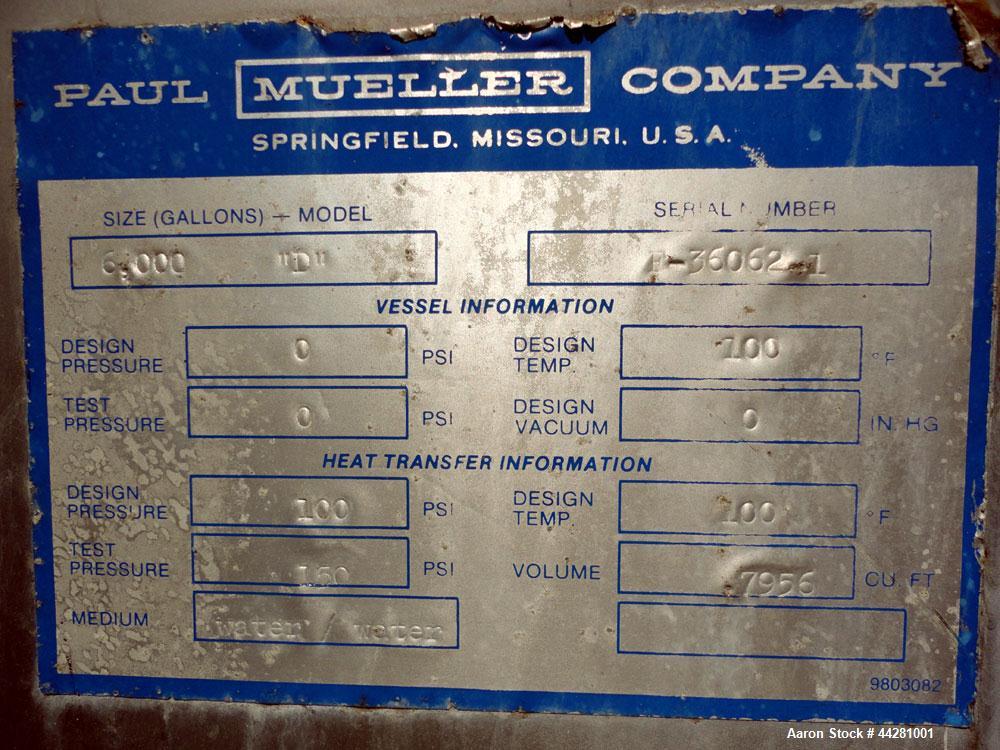 PAUL MUELLER COMPANY
SPRINGFIELD, MISSOURI, U.S.A.
SIZE (GALLONS) — MODEL
SERIAL NUMBER
6,000 "D"
F-36062-1
VESSEL INFORMATION
DESIGN PRESSURE 0 PSI
DESIGN TEMP. 100 °F
TEST PRESSURE 0 PSI
DESIGN VACUUM 0 IN. HG
HEAT TRANSFER INFORMATION
DESIGN PRESSURE 100 PSI
DESIGN TEMP. 100 °F
TEST PRESSURE 150 PSI
VOLUME 7956 CU. FT
MEDIUM water / water
9803082
Aaron Stock # 44281001